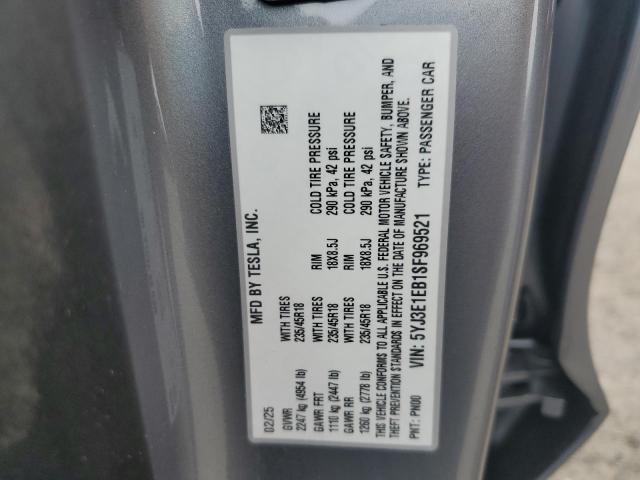 MFD BY TESLA, INC.
02/25
GVWR WITH TIRES
2247 kg (4954 lb) 235/45R18
GAWR FRT WITH TIRES RIM COLD TIRE PRESSURE
1110 kg (2447 lb) 235/45R18 18X8.5J 290 kPa, 42 psi
GAWR RR WITH TIRES RIM COLD TIRE PRESSURE
1260 kg (2778 lb) 235/45R18 18X8.5J 290 kPa, 42 psi
THIS VEHICLE CONFORMS TO ALL APPLICABLE U.S. FEDERAL MOTOR VEHICLE SAFETY, BUMPER, AND
THEFT PREVENTION STANDARDS IN EFFECT ON THE DATE OF MANUFACTURE SHOWN ABOVE.
VIN: 5YJ3E1EB1SF969521 TYPE: PASSENGER CAR
PNT: PN00